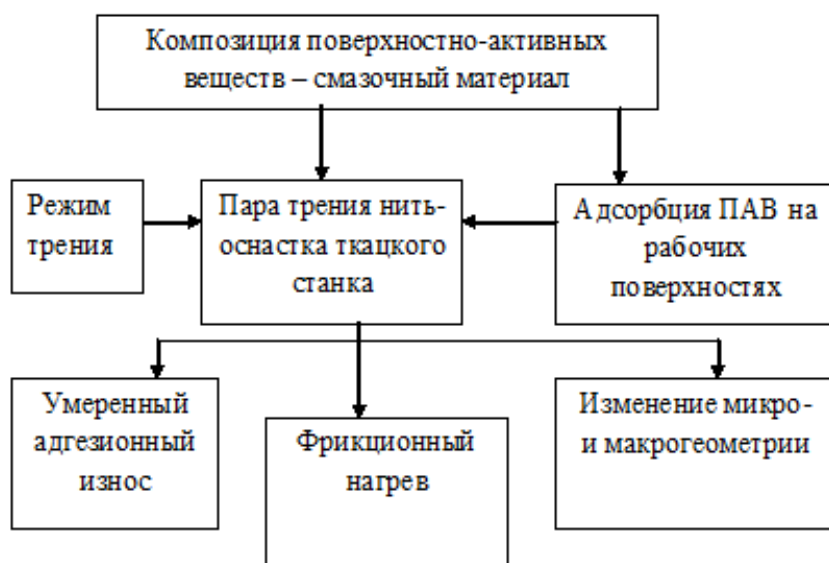 Композиция поверхностно-активных
веществ – смазочный материал
Режим
трения
Пара трения нить-
оснастка ткацкого
станка
Адсорбция ПАВ на
рабочих
поверхностях
Умеренный
адгезионный
износ
Фрикционный
нагрев
Изменение микро-
и макрогеометрии